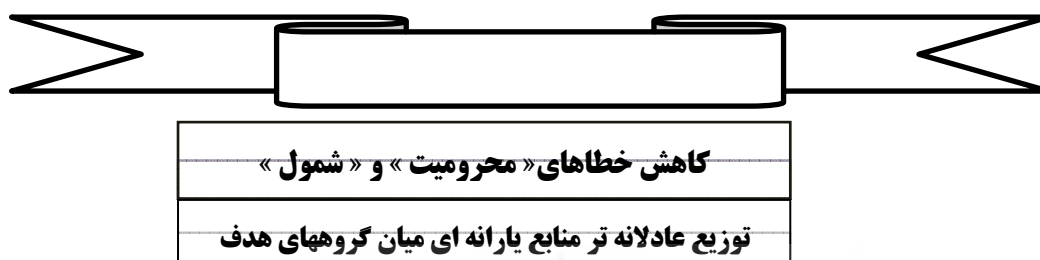 کاهش خطاهای« محرومیت » و « شمول »
توزیع عادلانه تر منابع یارانه ای میان گروههای هدف